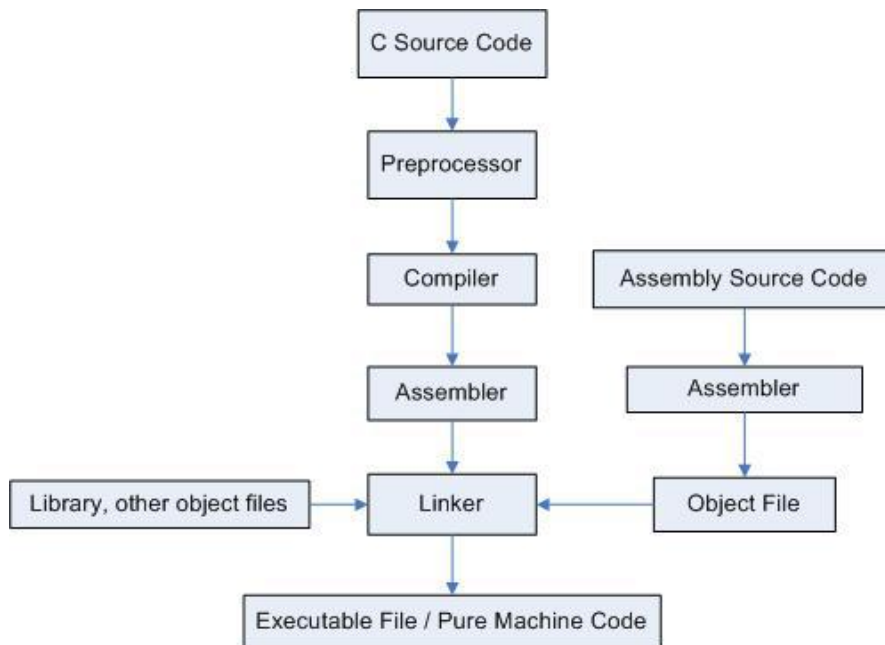 C Source Code
Preprocessor
Compiler
Assembly Source Code
Assembler
Assembler
Library, other object files
Linker
Object File
Executable File / Pure Machine Code